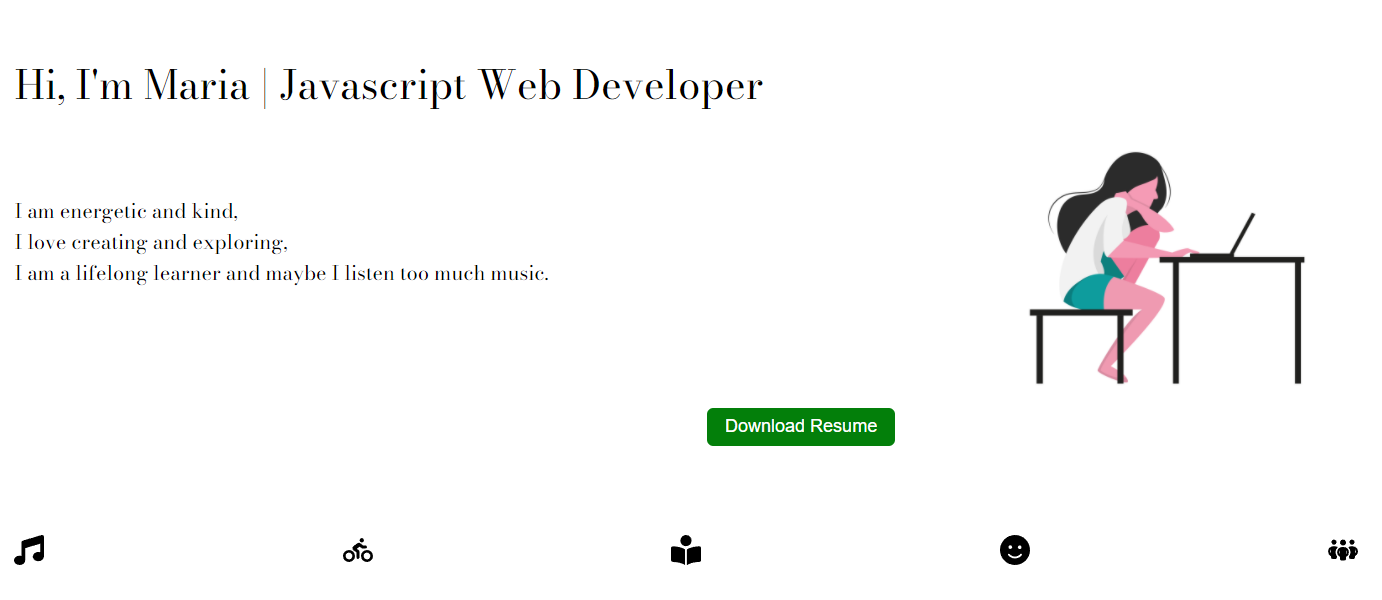 Hi, I'm Maria | Javascript Web Developer
I am energetic and kind,
I love creating and exploring,
I am a lifelong learner and maybe I listen too much music.
Download Resume